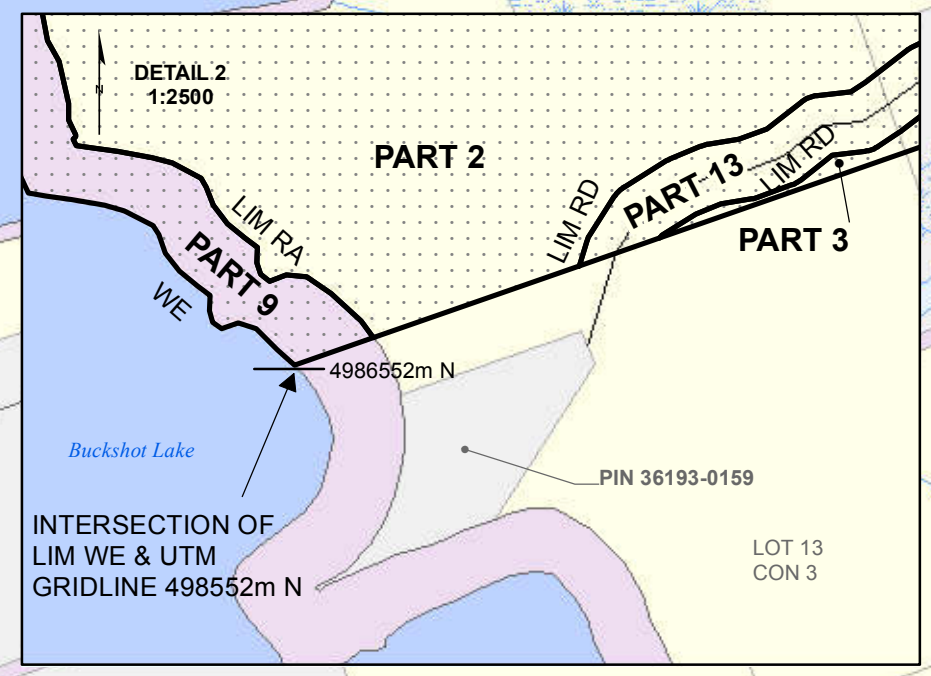 DETAIL 2
1:2500
N
PART 2
LIM RD
PART 13
LIM RD
PART 3
LIM RA
PART 9
WE
4986552m N
Buckshot Lake
PIN 36193-0159
INTERSECTION OF
LIM WE & UTM
GRIDLINE 498552m N
LOT 13
CON 3